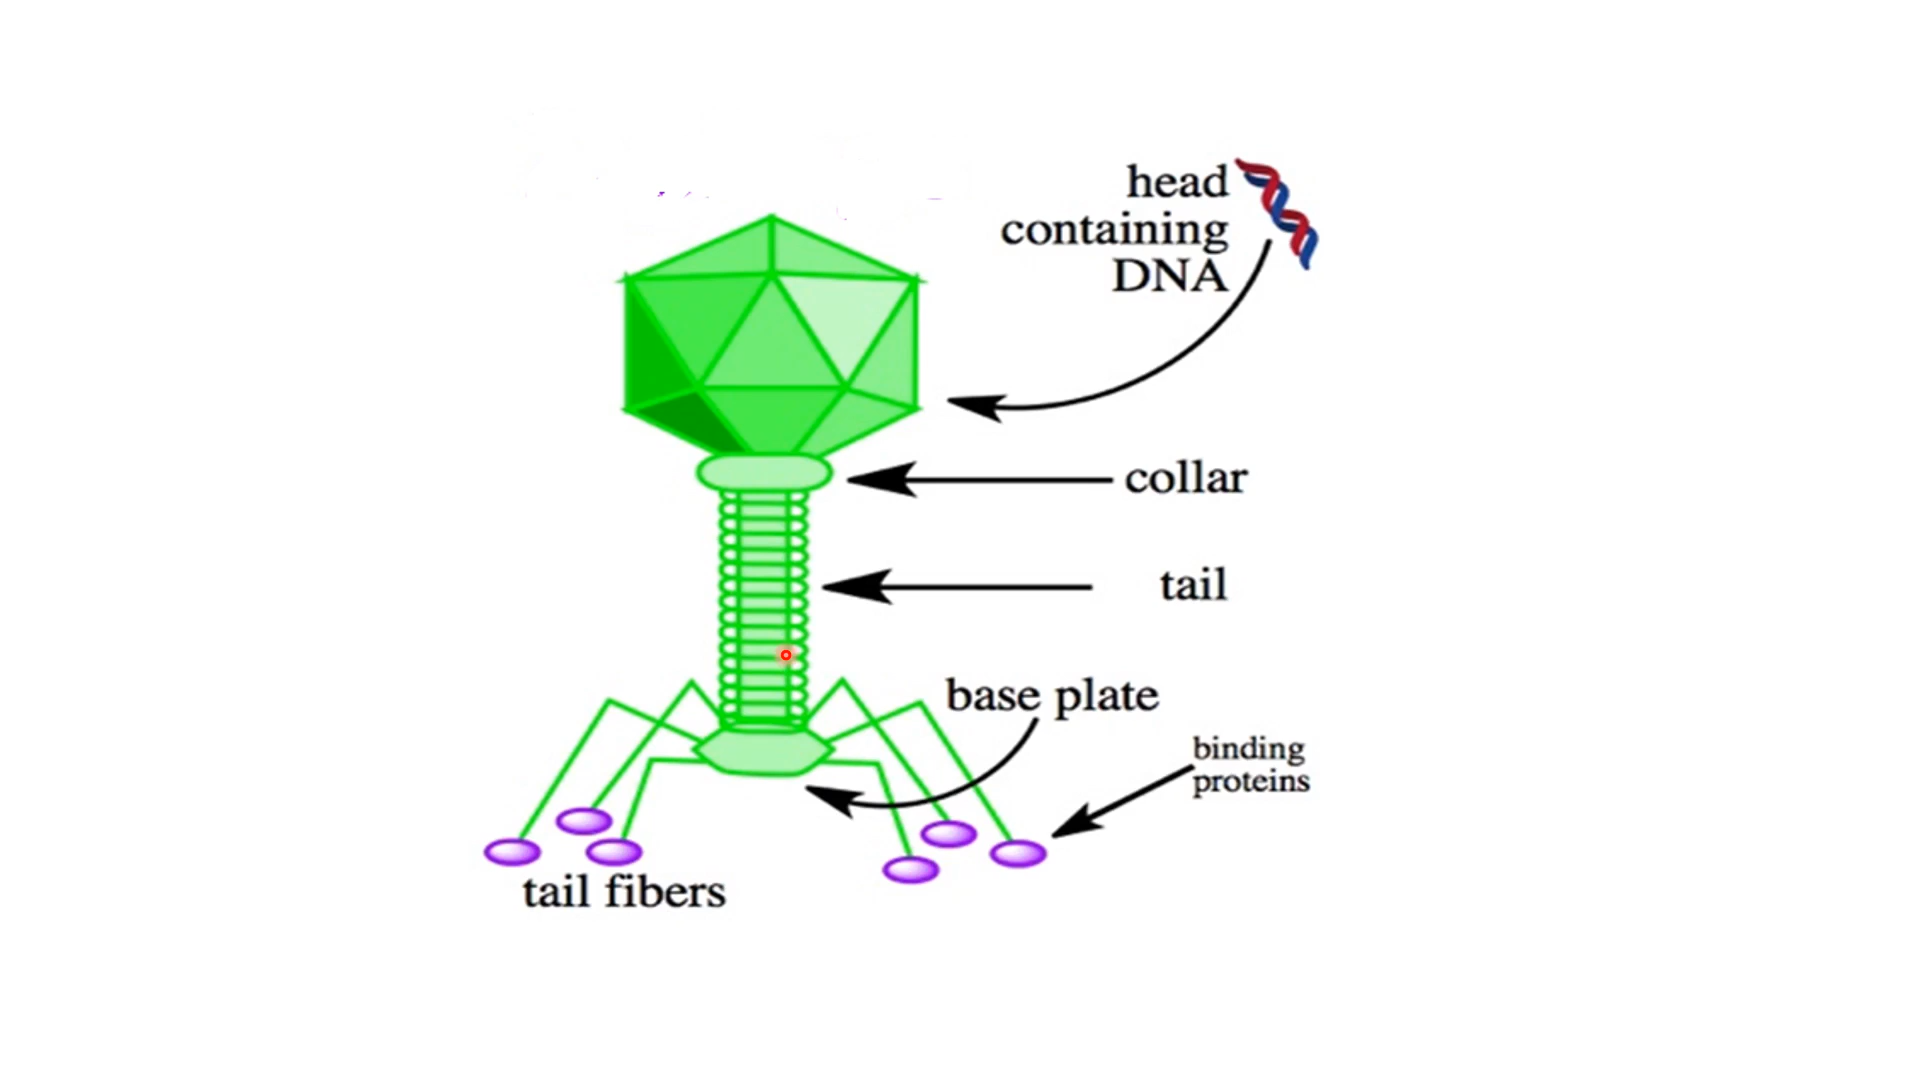 head
containing
DNA
collar
tail
base plate
binding
proteins
tail fibers